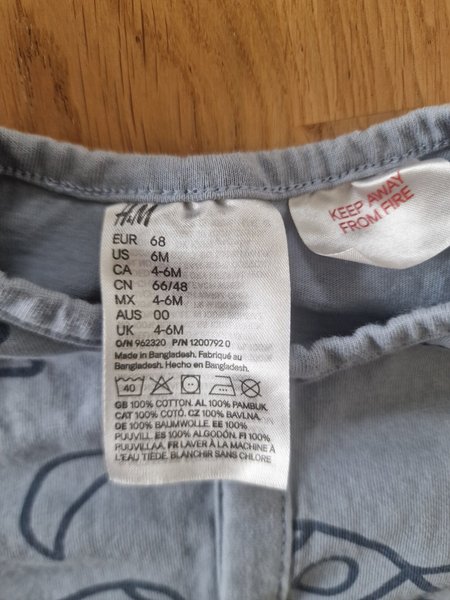 H&M
KEEP AWAY
FROM FIRE
EUR 68
US 6M
CA 4-6M
CN 66/48
MX 4-6M
AUS 00
UK 4-6M
O/N 962320 P/N 1200792 0
Made in Bangladesh. Fabriqué au
Bangladesh. Hecho en Bangladesh.
40
GB 100% COTTON. AL 100% PAMBUK.
CAT 100% COTÓ. CZ 100% BAVLNA.
DE 100% BAUMWOLLE. EE 100%
PUUVILL. ES 100% ALGODÓN. FI 100%
PUUVILLAA. FR LAVER À LA MACHINE À
L'EAU TIÈDE. BLANCHIR SANS CHLORE